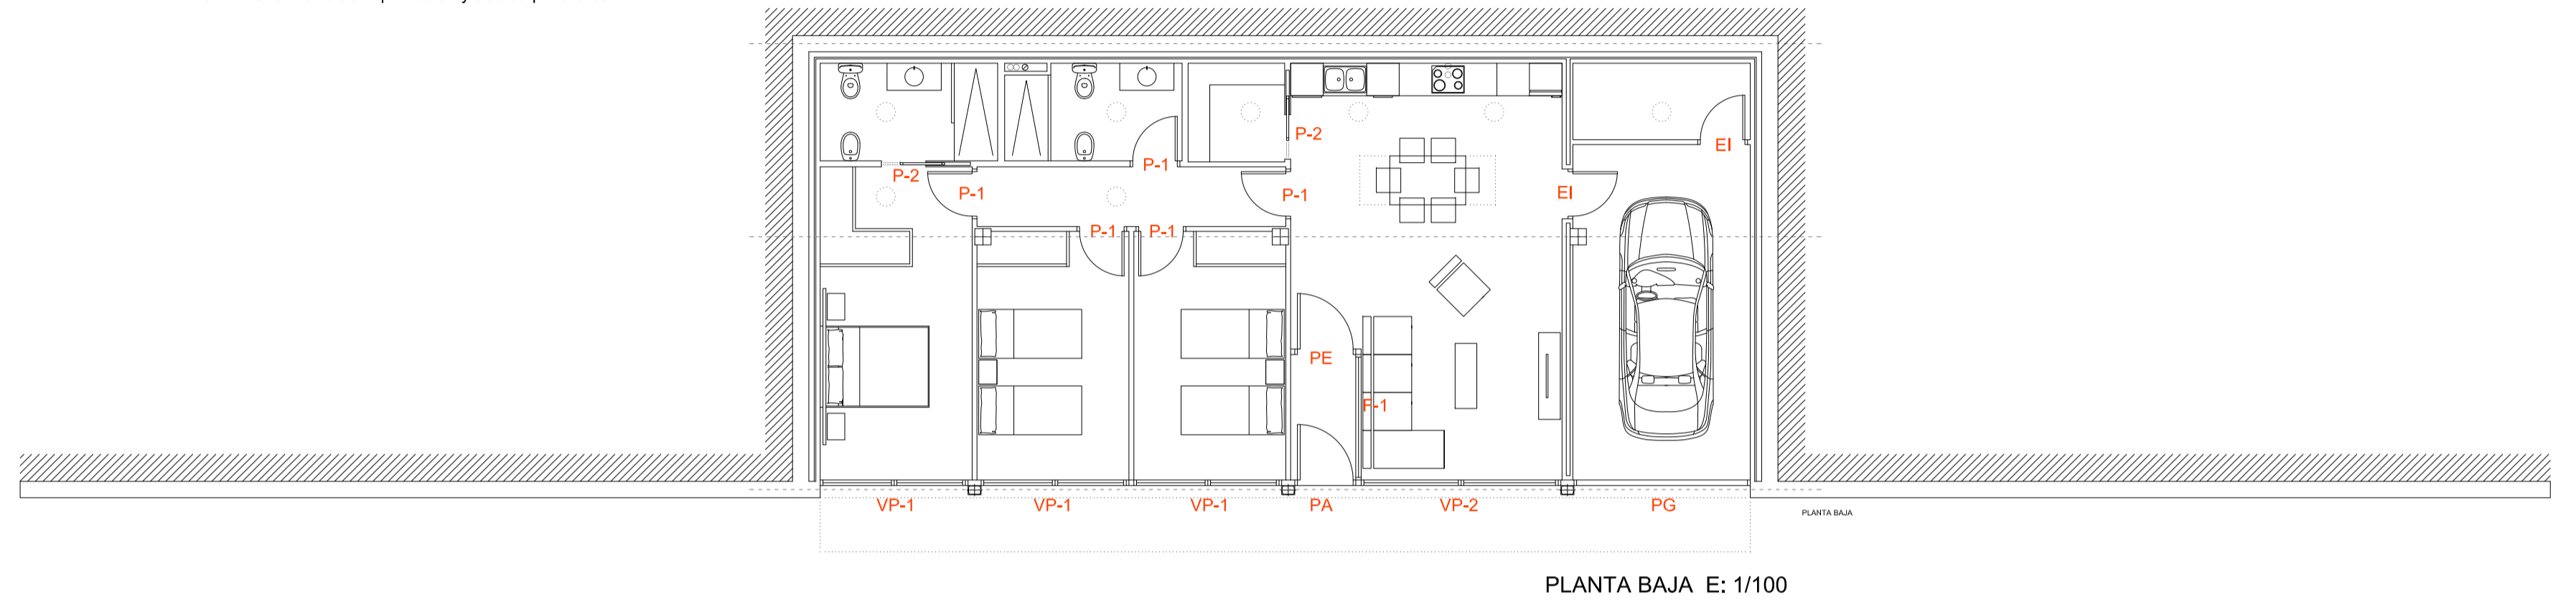 P-2
EI
P-1
P-2
P-1
P-1
EI
P-1
P-1
PE
F-1
VP-1
VP-1
VP-1
PA
VP-2
PG
PLANTA BAJA
PLANTA BAJA E: 1/100